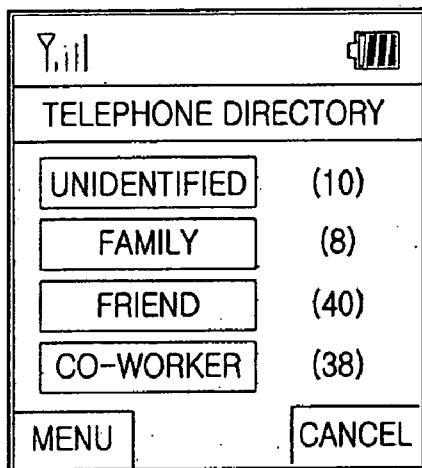 TELEPHONE DIRECTORY
UNIDENTIFIED (10)
FAMILY (8)
FRIEND (40)
CO-WORKER (38)
MENU CANCEL